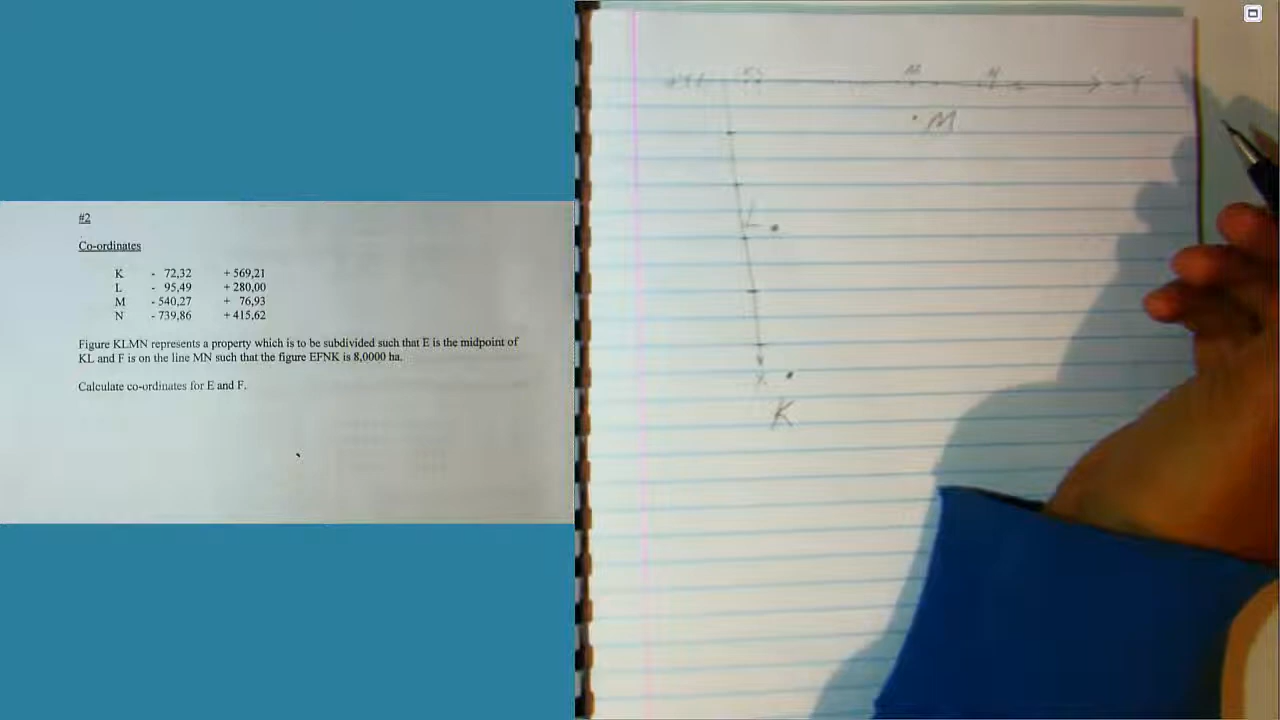 #2
Co-ordinates
K - 72,32 + 569,21
L - 95,49 + 280,00
M - 540,27 + 76,93
N - 739,86 + 415,62
Figure KLMN represents a property which is to be subdivided such that E is the midpoint of
KL and F is on the line MN such that the figure EFNK is 8,0000 ha.
Calculate co-ordinates for E and F.
M
L
K